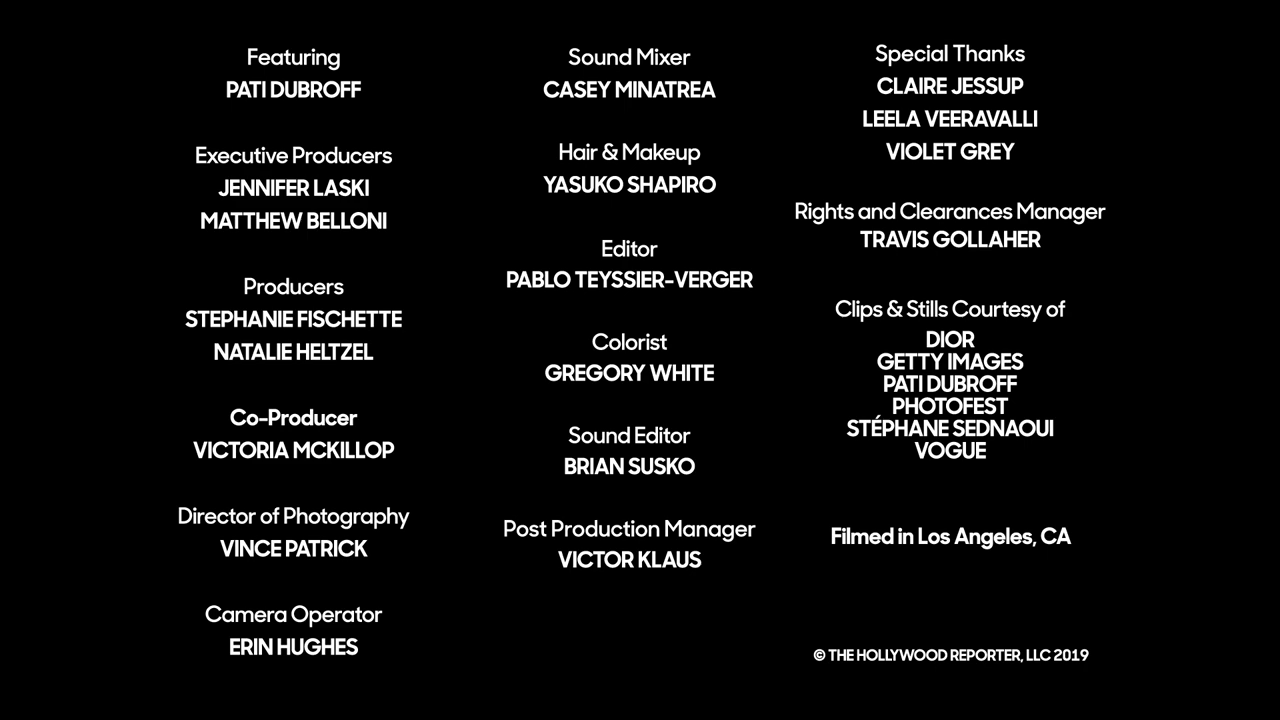 Featuring
PATI DUBROFF
Executive Producers
JENNIFER LASKI
MATTHEW BELLONI
Producers
STEPHANIE FISCHETTE
NATALIE HELTZEL
Co-Producer
VICTORIA MCKILLOP
Director of Photography
VINCE PATRICK
Camera Operator
ERIN HUGHES
Sound Mixer
CASEY MINATREA
Hair & Makeup
YASUKO SHAPIRO
Editor
PABLO TEYSSIER-VERGER
Colorist
GREGORY WHITE
Sound Editor
BRIAN SUSKO
Post Production Manager
VICTOR KLAUS
Special Thanks
CLAIRE JESSUP
LEELA VEERAVALLI
VIOLET GREY
Rights and Clearances Manager
TRAVIS GOLLAHER
Clips & Stills Courtesy of
DIOR
GETTY IMAGES
PATI DUBROFF
PHOTOFEST
STÉPHANE SEDNAOUI
VOGUE
Filmed in Los Angeles, CA
© THE HOLLYWOOD REPORTER, LLC 2019